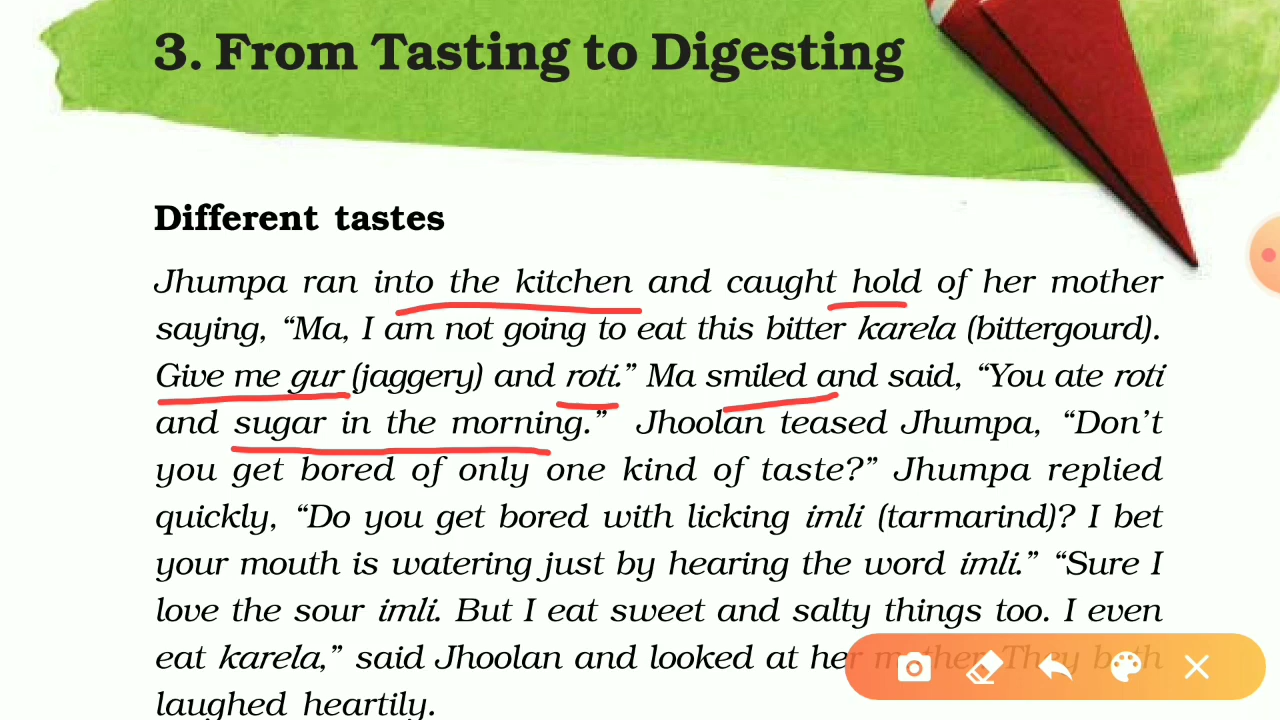 3. From Tasting to Digesting
Different tastes
Jhumpa ran into the kitchen and caught hold of her mother
saying, “Ma, I am not going to eat this bitter karela (bittergourd).
Give me gur (jaggery) and roti.” Ma smiled and said, “You ate roti
and sugar in the morning.” Jhoolan teased Jhumpa, “Don’t
you get bored of only one kind of taste?” Jhumpa replied
quickly, “Do you get bored with licking imli (tarmarind)? I bet
your mouth is watering just by hearing the word imli.” “Sure I
love the sour imli. But I eat sweet and salty things too. I even
eat karela,” said Jhoolan and looked at her mother. They both
laughed heartily.